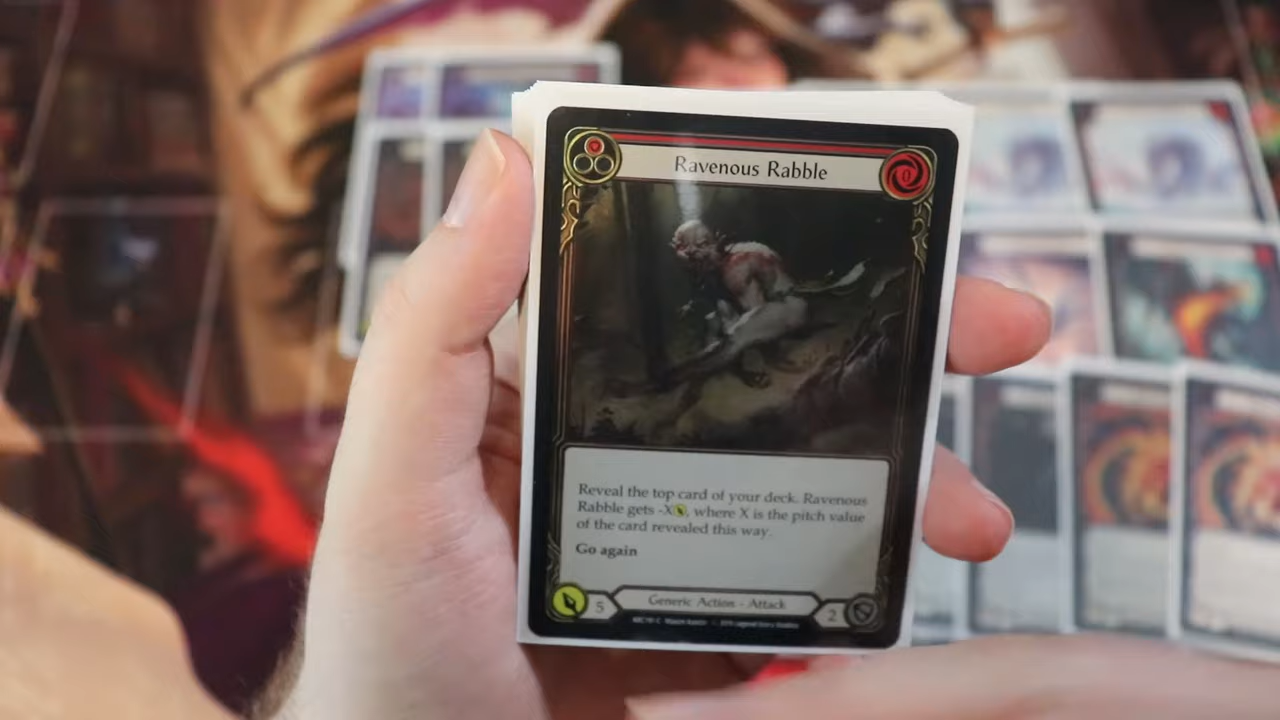 Ravenous Rabble
0
Reveal the top card of your deck. Ravenous
Rabble gets -X, where X is the pitch value
of the card revealed this way.
Go again
5
Generic Action - Attack
2